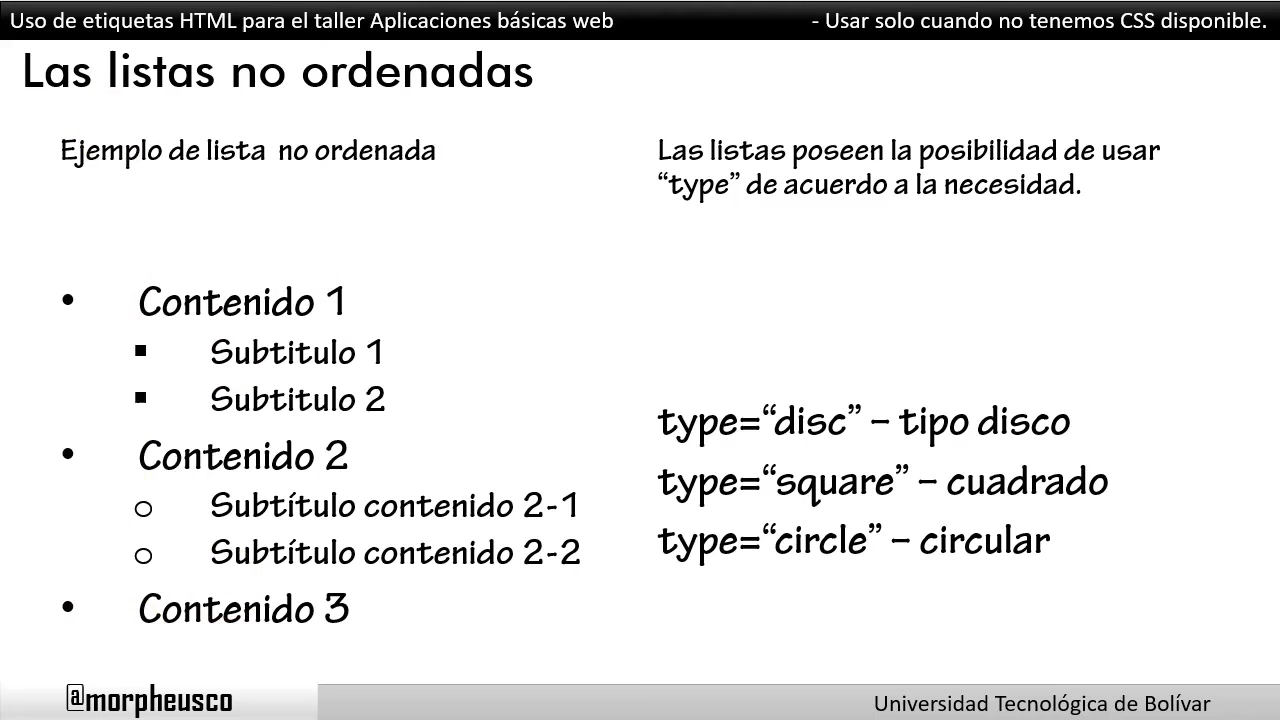 Uso de etiquetas HTML para el taller Aplicaciones básicas web
- Usar solo cuando no tenemos CSS disponible.
Las listas no ordenadas
Ejemplo de lista no ordenada
• Contenido 1
▪ Subtitulo 1
▪ Subtitulo 2
• Contenido 2
o Subtítulo contenido 2-1
o Subtítulo contenido 2-2
• Contenido 3
Las listas poseen la posibilidad de usar
“type” de acuerdo a la necesidad.
type=“disc” – tipo disco
type=“square” – cuadrado
type=“circle” – circular
@morpheusco
Universidad Tecnológica de Bolívar